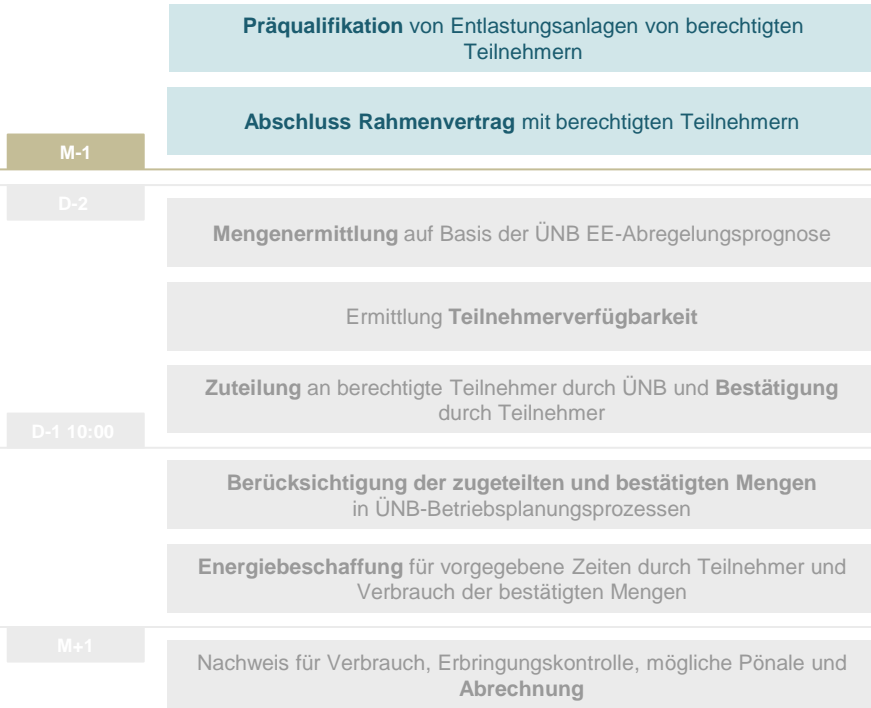 Präqualifikation von Entlastungsanlagen von berechtigten
Teilnehmern
Abschluss Rahmenvertrag mit berechtigten Teilnehmern
M-1
D-2
Mengenermittlung auf Basis der ÜNB EE-Abregelungsprognose
Ermittlung Teilnehmerverfügbarkeit
Zuteilung an berechtigte Teilnehmer durch ÜNB und Bestätigung
durch Teilnehmer
D-1 10:00
Berücksichtigung der zugeteilten und bestätigten Mengen
in ÜNB-Betriebsplanungsprozessen
Energiebeschaffung für vorgegebene Zeiten durch Teilnehmer und
Verbrauch der bestätigten Mengen
M+1
Nachweis für Verbrauch, Erbringungskontrolle, mögliche Pönale und
Abrechnung